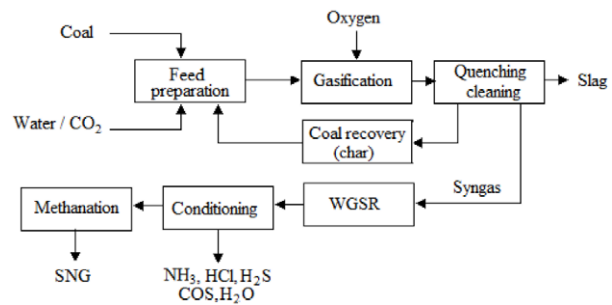 Oxygen
Coal
Feed
preparation
Gasification
Quenching
cleaning
Slag
Water / CO₂
Coal recovery
(char)
Syngas
Methanation
Conditioning
WGSR
SNG
NH₃, HCl,H₂S
COS,H₂O